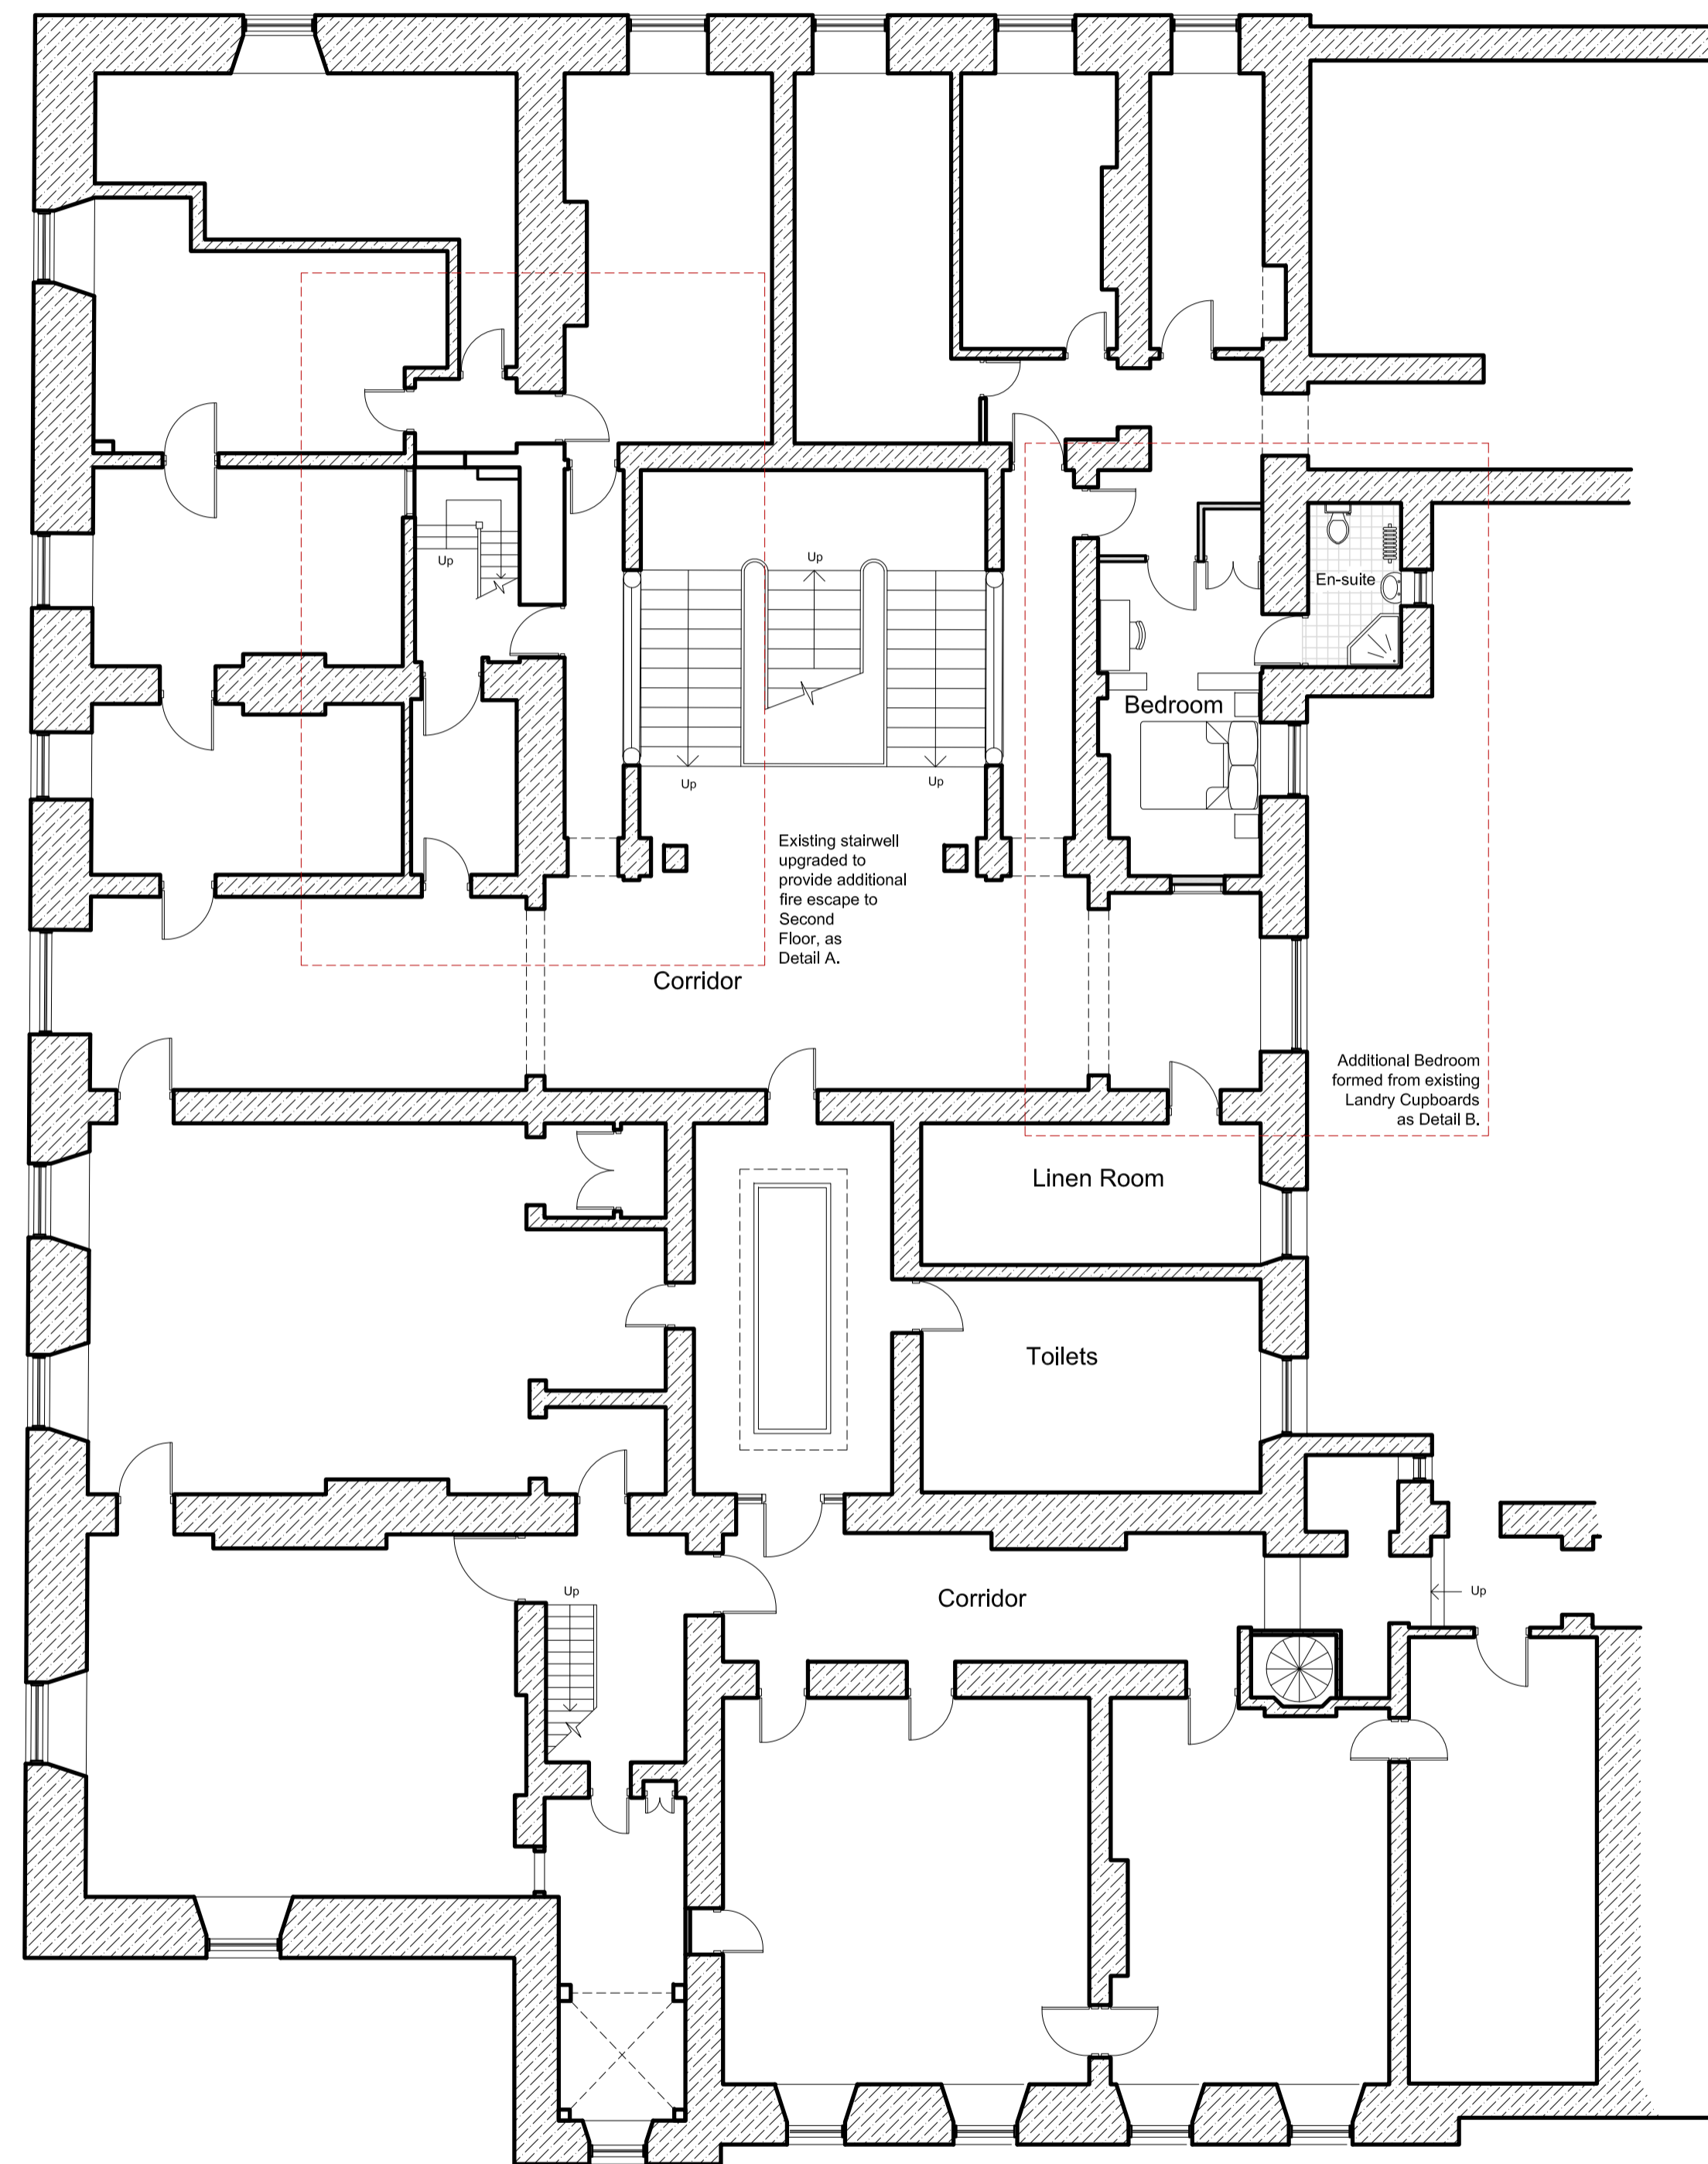 Up
Up
En-suite
Bedroom
Up
Up
Existing stairwell
upgraded to
provide additional
fire escape to
Second
Floor, as
Detail A.
Corridor
Additional Bedroom
formed from existing
Landry Cupboards
as Detail B.
Linen Room
Toilets
Up
Corridor
Up